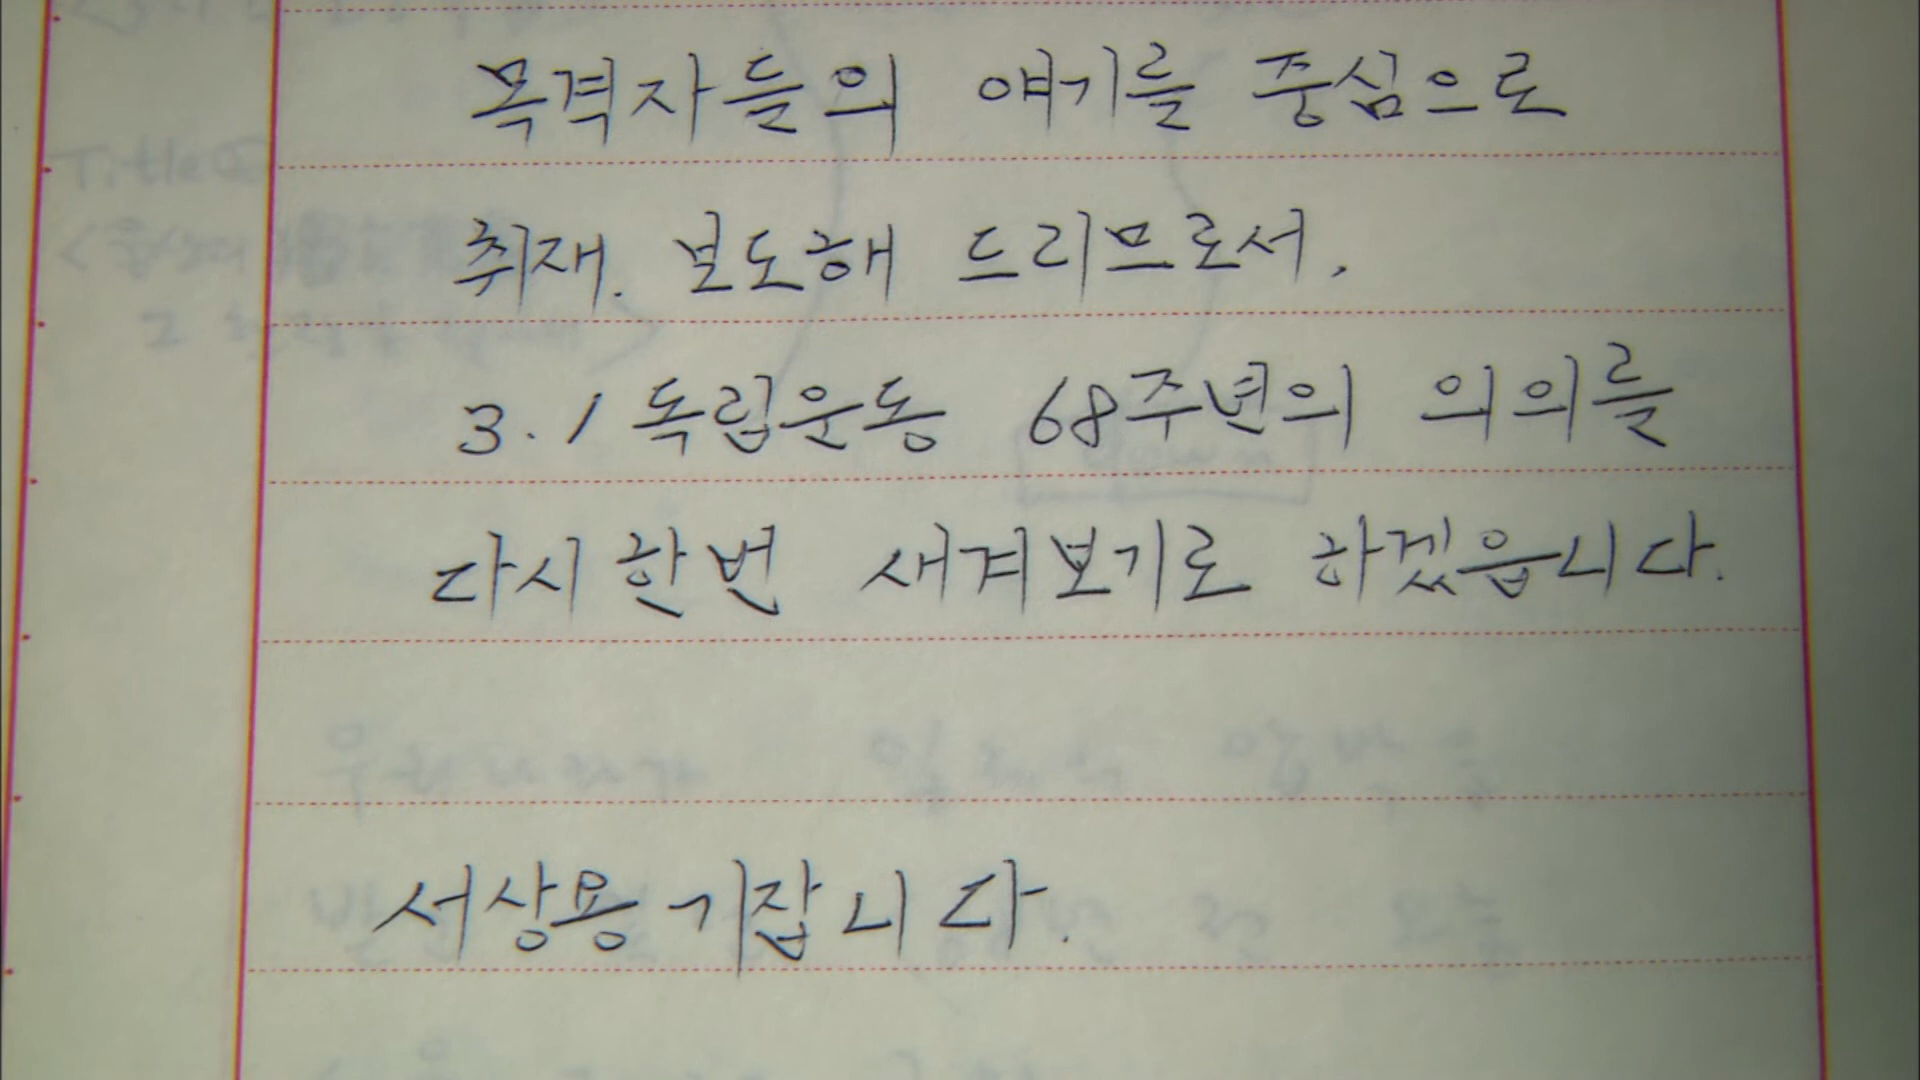 목격자들의 얘기를 중심으로
취재. 보도해 드리므로서,
3.1 독립운동 68주년의 의의를
다시한번 새겨보기로 하겠읍니다.
서상용 기잡니다.
Title